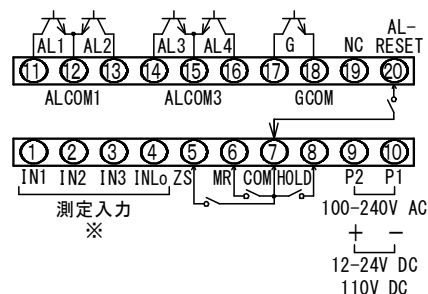 AL-
AL1 AL2 AL3 AL4 G NC RESET
11 12 13 14 15 16 17 18 19 20
ALCOM1 ALCOM3 GCOM
1 2 3 4 5 6 7 8 9 10
IN1 IN2 IN3 INLo ZS MR COM HOLD P2 P1
測定入力
※
100-240V AC
+ −
12-24V DC
110V DC